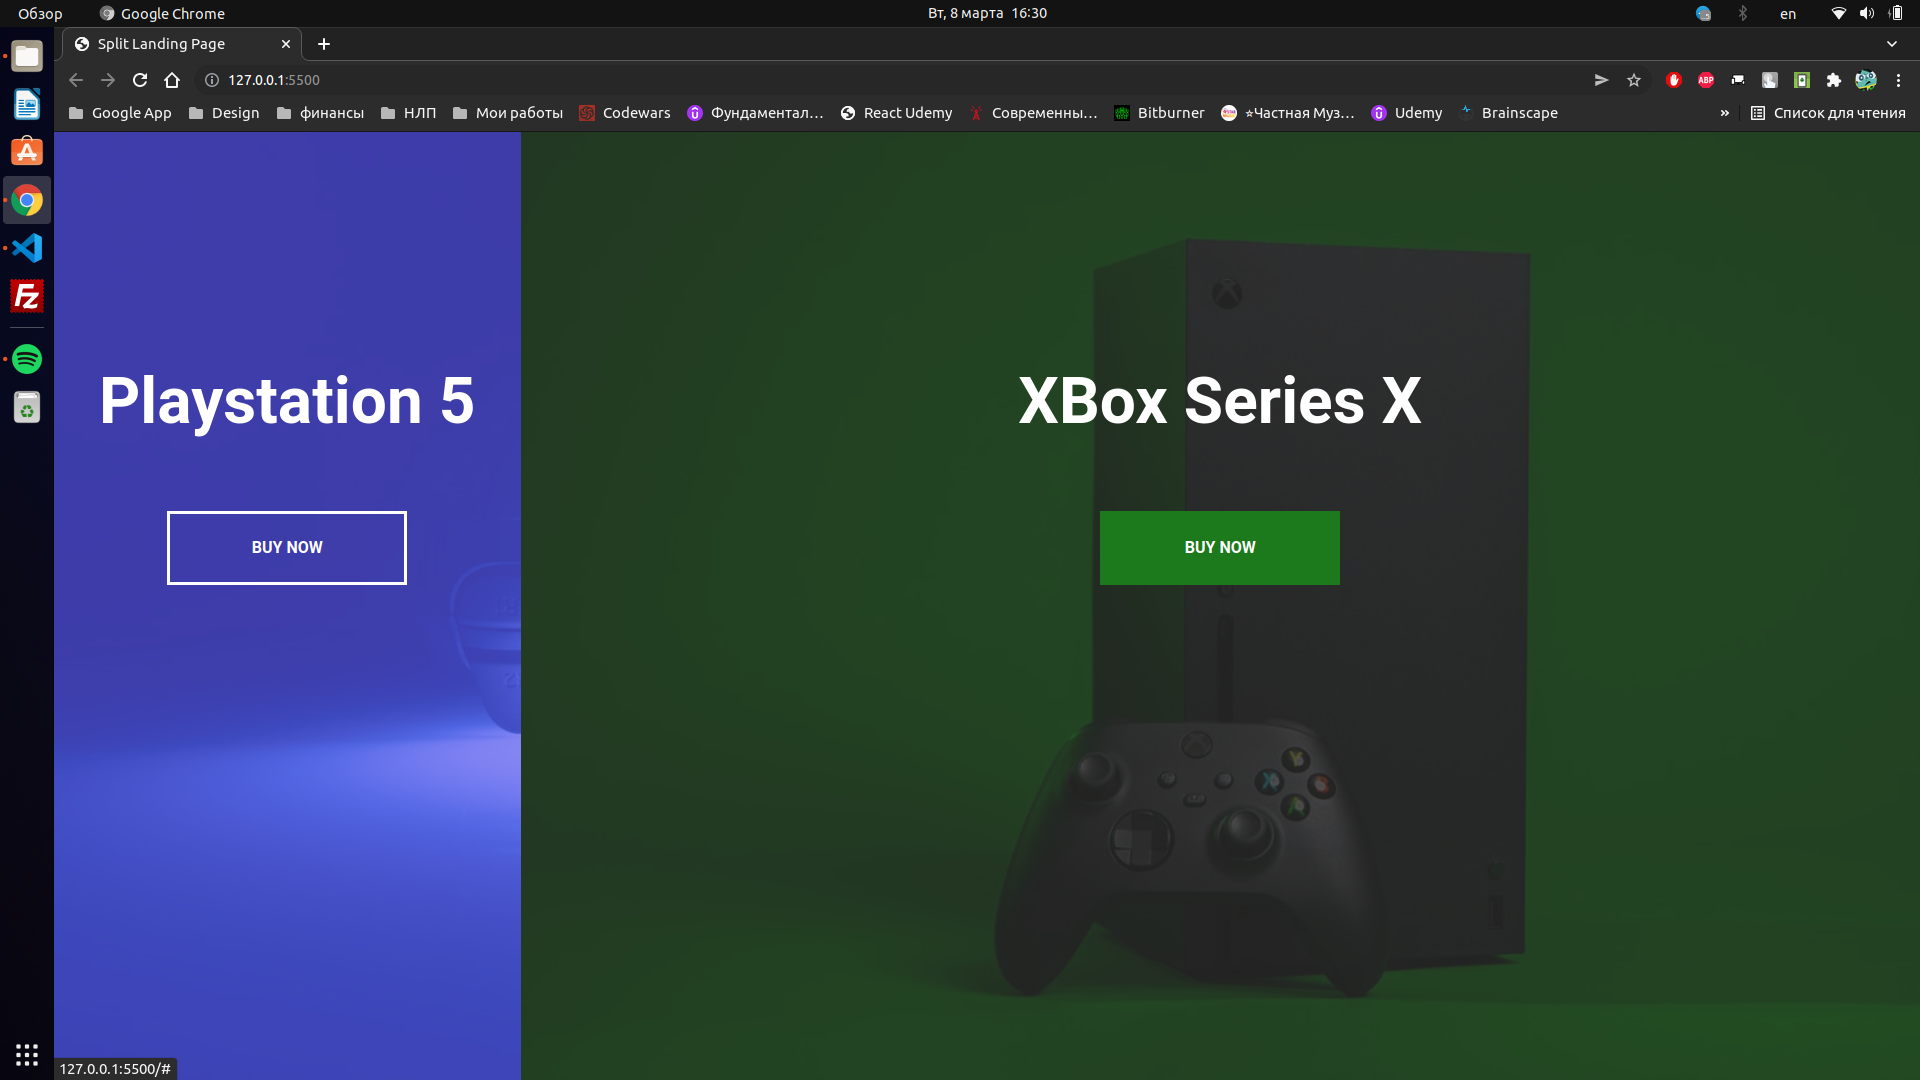 Обзор Google Chrome Вт, 8 марта 16:30 en
Split Landing Page
127.0.0.1:5500 ABP
Google App Design финансы НЛП Мои работы Codewars Фундаментал… React Udemy Современны… Bitburner ⭐Частная Муз… Udemy Brainscape » Список для чтения
Playstation 5
XBox Series X
BUY NOW
BUY NOW
127.0.0.1:5500/#